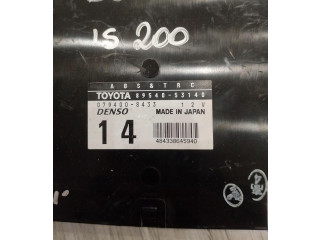 IS 200
ABS & TRC
TOYOTA 89540-53140
079400-8433 12V
DENSO MADE IN JAPAN
14
484338645940